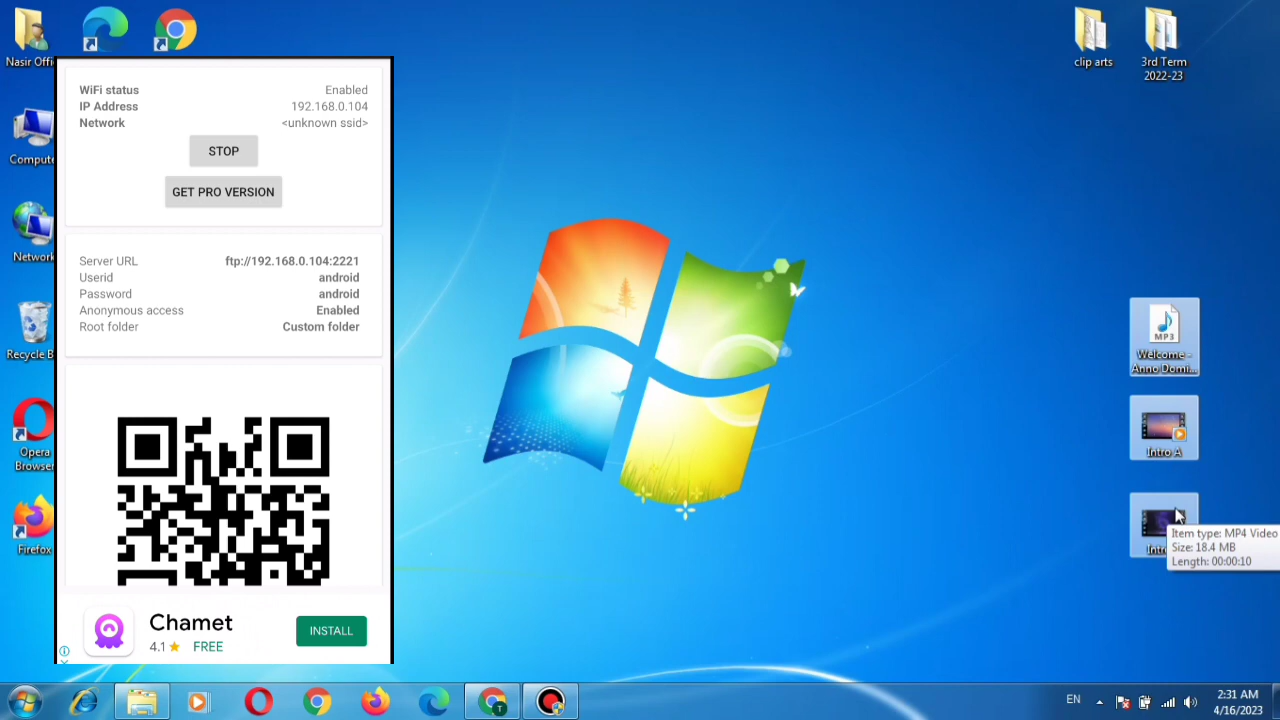 Nasir Offi
clip arts
3rd Term
2022-23
WiFi status Enabled
IP Address 192.168.0.104
Network <unknown ssid>
STOP
GET PRO VERSION
Compute
Server URL ftp://192.168.0.104:2221
Userid android
Password android
Anonymous access Enabled
Root folder Custom folder
Network
Recycle B
MP3
Welcome -
Anno Domi...
Opera
Browser
Intro A
Firefox
Item type: MP4 Video
Size: 18.4 MB
Length: 00:00:10
Chamet
4.1 FREE
INSTALL
EN
2:31 AM
4/16/2023